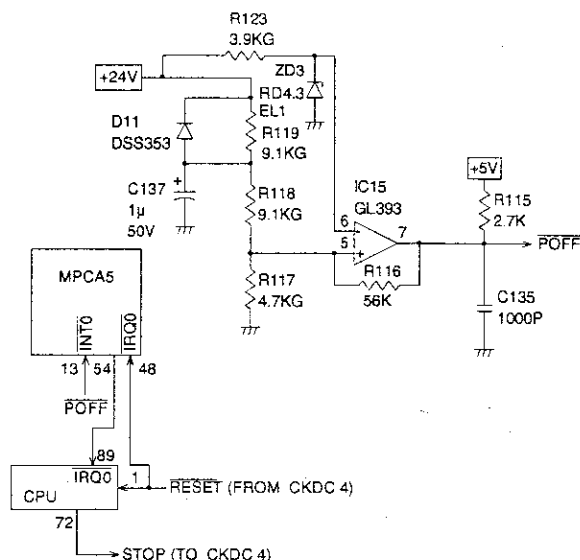 R123
3.9KG
+24V
ZD3
RD4.3
EL1
D11
DSS353
R119
9.1KG
C137
+
1µ
50V
R118
9.1KG
IC15
GL393
6
5
7
-
+
+5V
R115
2.7K
POFF
R117
4.7KG
R116
56K
C135
1000P
MPCA5
INT0
IRQ0
13
54
48
POFF
89
IRQ0
1
CPU
RESET (FROM CKDC 4)
72
STOP (TO CKDC 4)